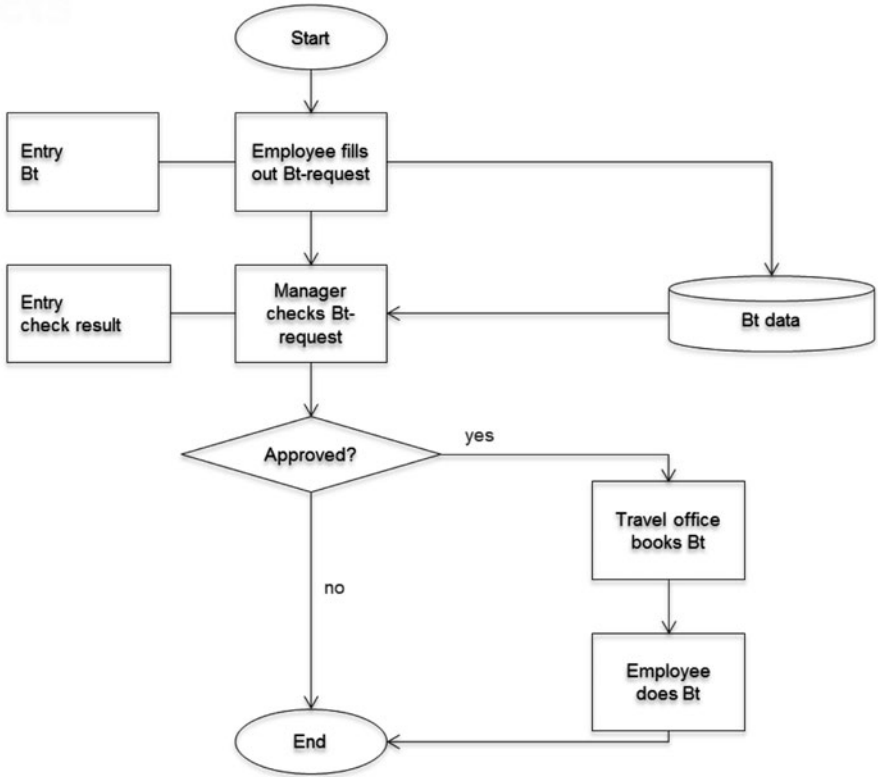 Start
Entry
Bt
Employee fills
out Bt-request
Entry
check result
Manager
checks Bt-
request
Bt data
Approved?
yes
Travel office
books Bt
no
Employee
does Bt
End